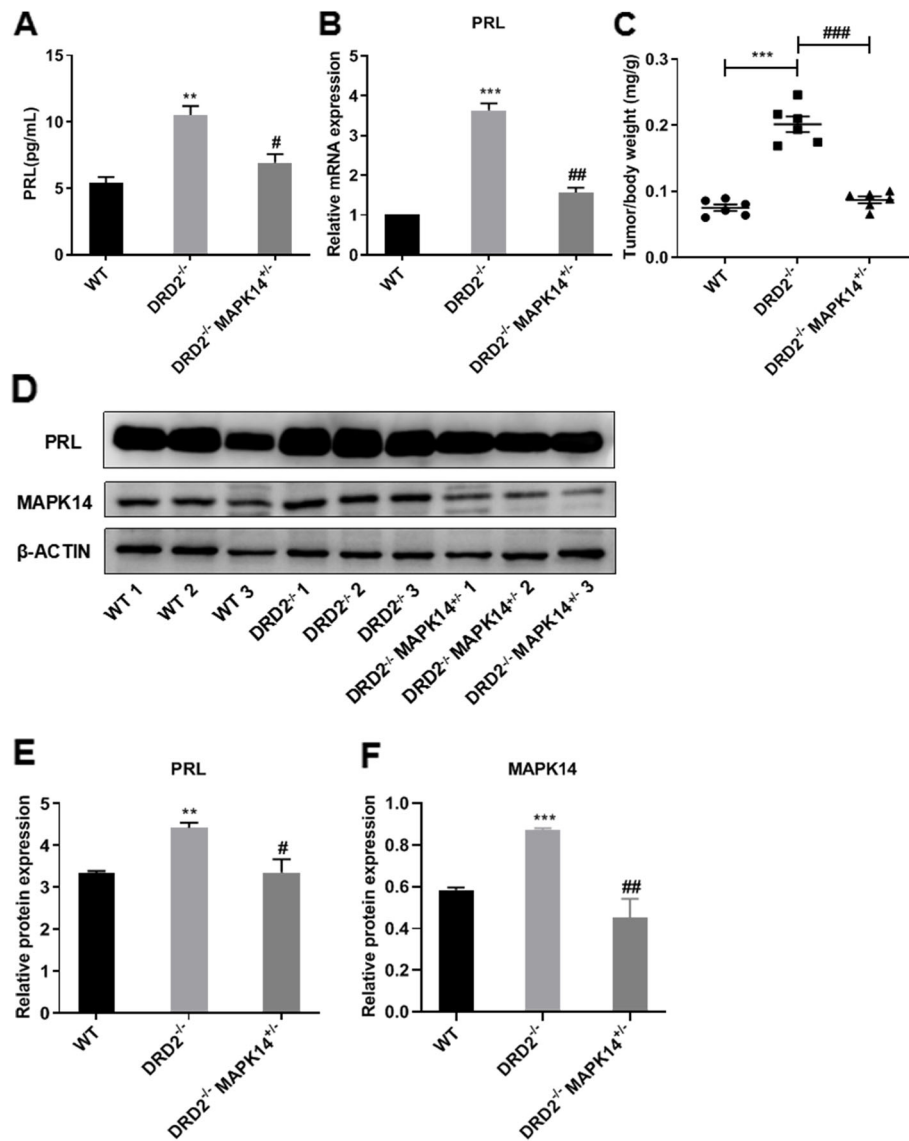 A
PRL(pg/mL)
15
10
5
0
**
#
WT
DRD2-/-
DRD2-/- MAPK14+/-
B
PRL
Relative mRNA expression
5
4
3
2
1
0
***
##
WT
DRD2-/-
DRD2-/- MAPK14+/-
C
Tumor/body weight (mg/g)
0.3
0.2
0.1
0.0
***
###
WT
DRD2-/-
DRD2-/- MAPK14+/-
D
PRL
MAPK14
β-ACTIN
WT 1
WT 2
WT 3
DRD2-/- 1
DRD2-/- 2
DRD2-/- 3
DRD2-/- MAPK14+/- 1
DRD2-/- MAPK14+/- 2
DRD2-/- MAPK14+/- 3
E
PRL
Relative protein expression
5
4
3
2
1
0
**
#
WT
DRD2-/-
DRD2-/- MAPK14+/-
F
MAPK14
Relative protein expression
1.0
0.8
0.6
0.4
0.2
0.0
***
##
WT
DRD2-/-
DRD2-/- MAPK14+/-